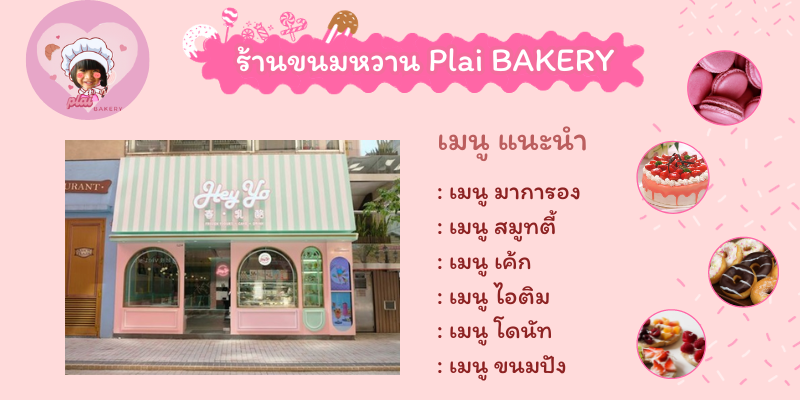 ร้านขนมหวาน Plai BAKERY
plai
BAKERY
เมนู แนะนำ
: เมนู มาการอง
: เมนู สมูทตี้
: เมนู เค้ก
: เมนู ไอติม
: เมนู โดนัท
: เมนู ขนมปัง
URANT
Hey Yo